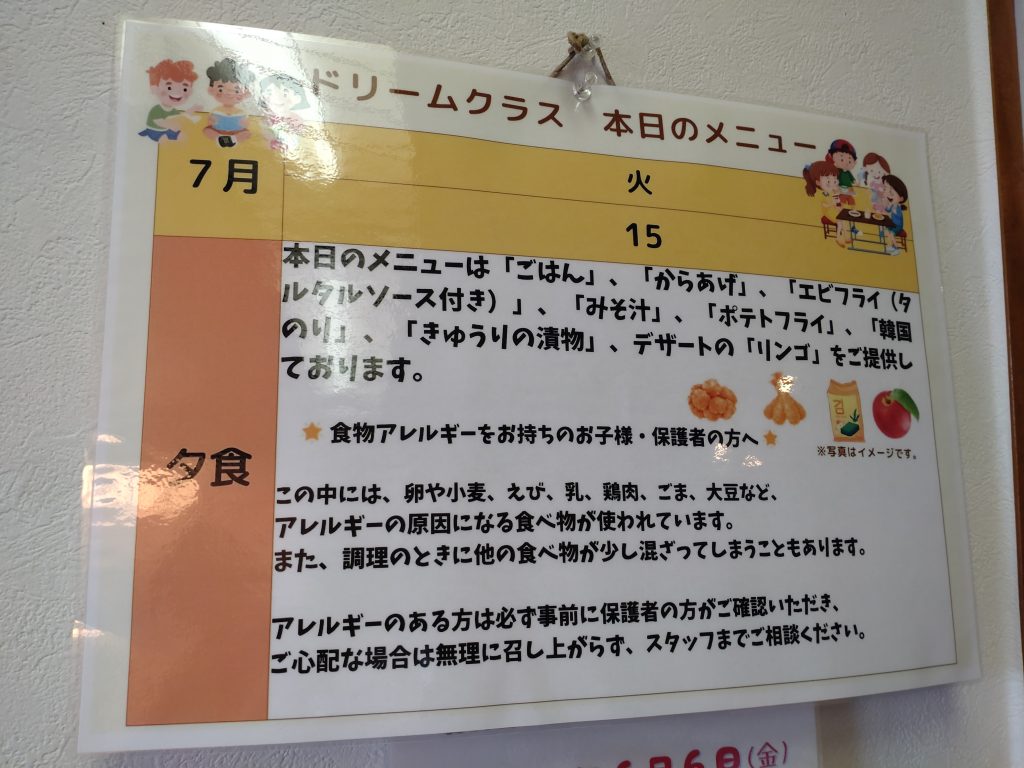 ドリームクラス 本日のメニュー
7月
火
15
夕食
本日のメニューは「ごはん」、「からあげ」、「エビフライ（タ
ルタルソース付き）」、「みそ汁」、「ポテトフライ」、「韓国
のり」、「きゅうりの漬物」、デザートの「リンゴ」をご提供し
ております。
※写真はイメージです。
食物アレルギーをお持ちのお子様・保護者の方へ
この中には、卵や小麦、えび、乳、鶏肉、ごま、大豆など、
アレルギーの原因になる食べ物が使われています。
また、調理のときに他の食べ物が少し混ざってしまうこともあります。
アレルギーのある方は必ず事前に保護者の方がご確認いただき、
ご心配な場合は無理に召し上がらず、スタッフまでご相談ください。
6月6日(金)